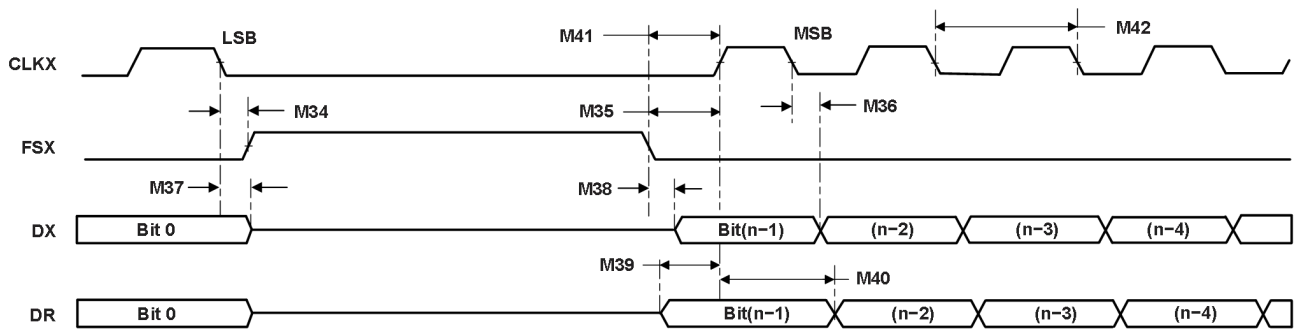 LSB
M41
MSB
M42
CLKX
M34
M35
M36
FSX
M37
M38
DX
Bit 0
Bit(n−1)
(n−2)
(n−3)
(n−4)
M39
M40
DR
Bit 0
Bit(n−1)
(n−2)
(n−3)
(n−4)